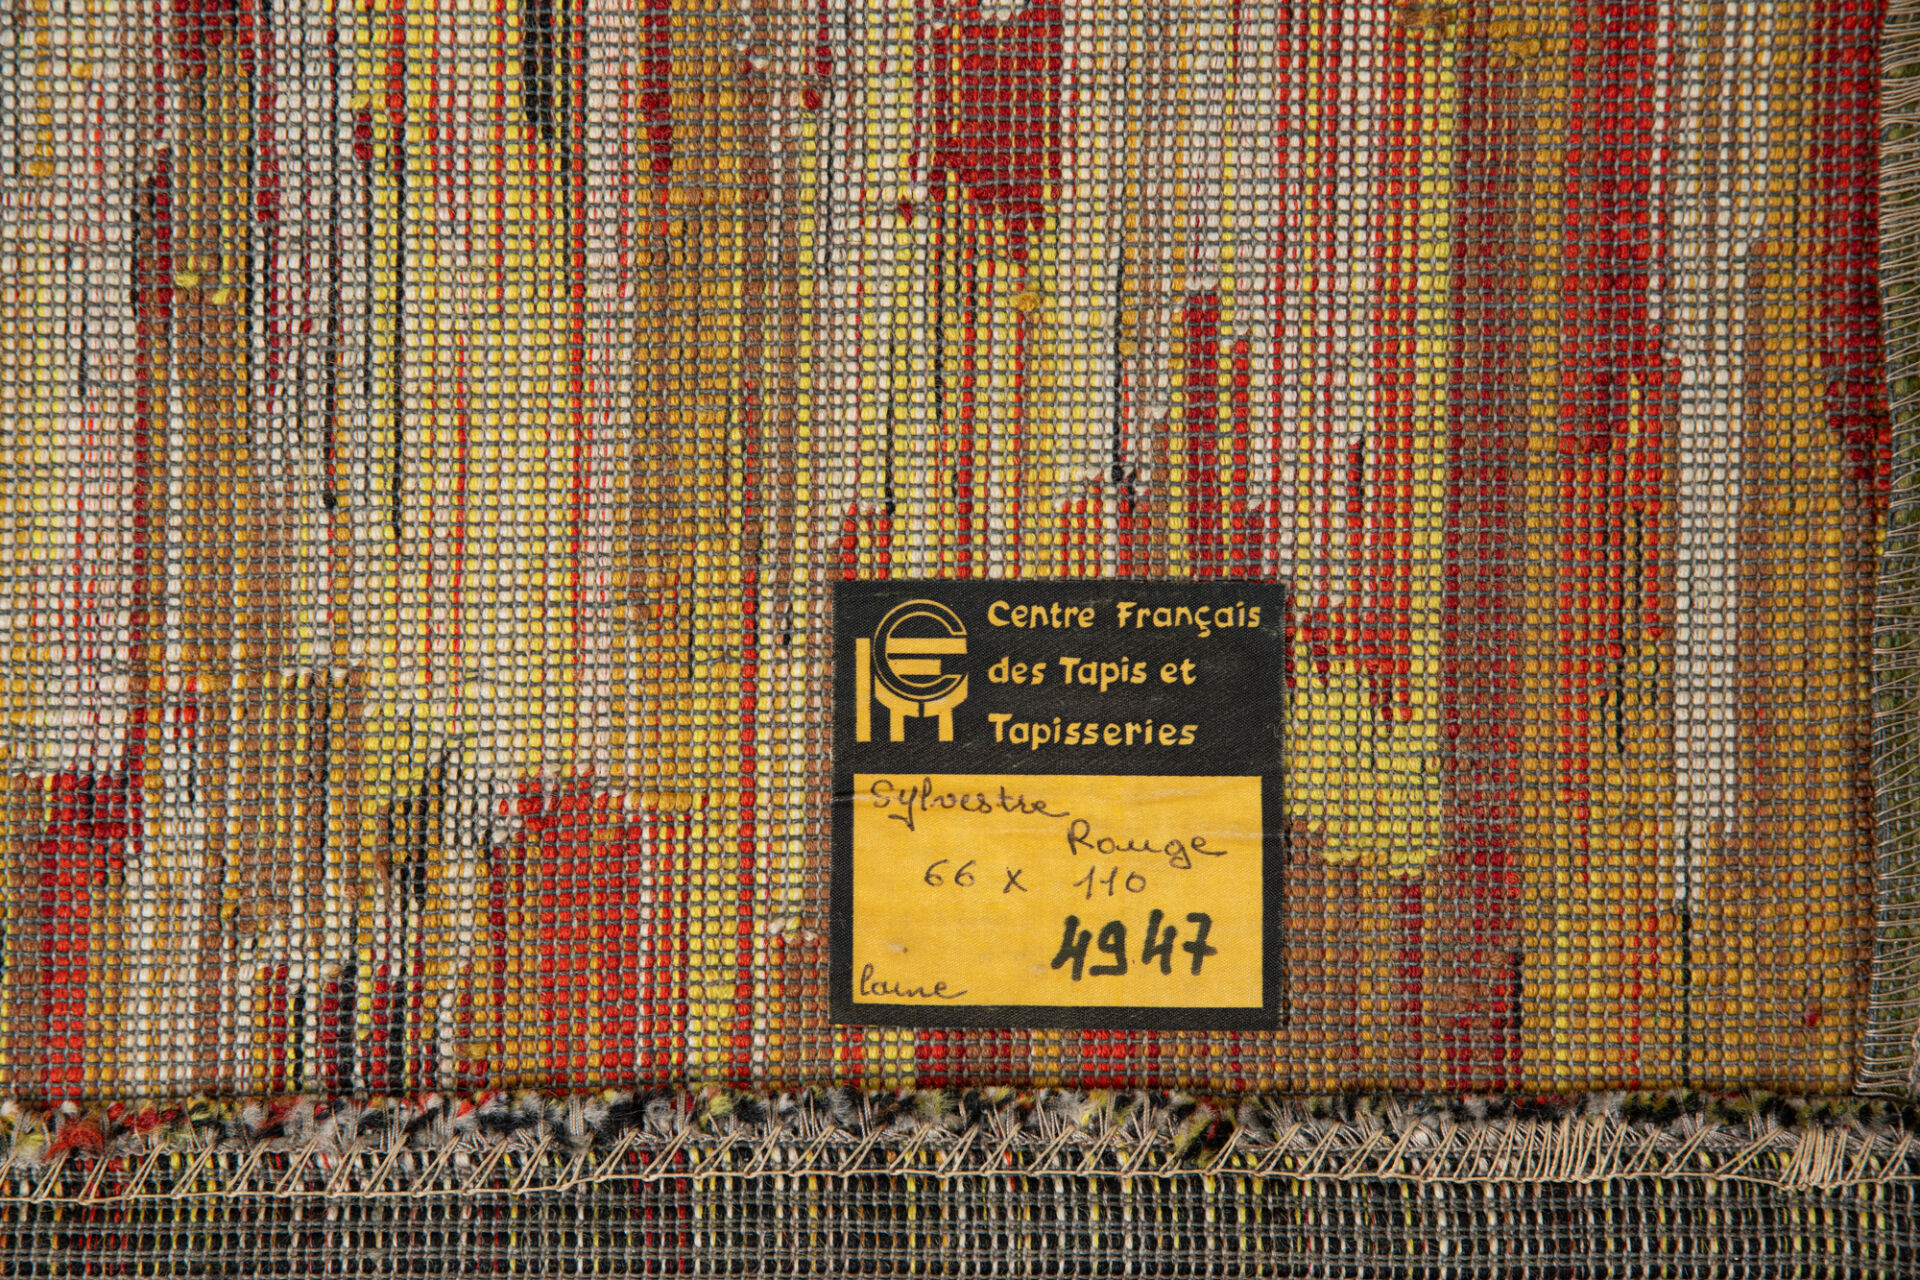 Centre Français
des Tapis et
Tapisseries
Sylvestre
Rouge
66 x 110
4947
laine